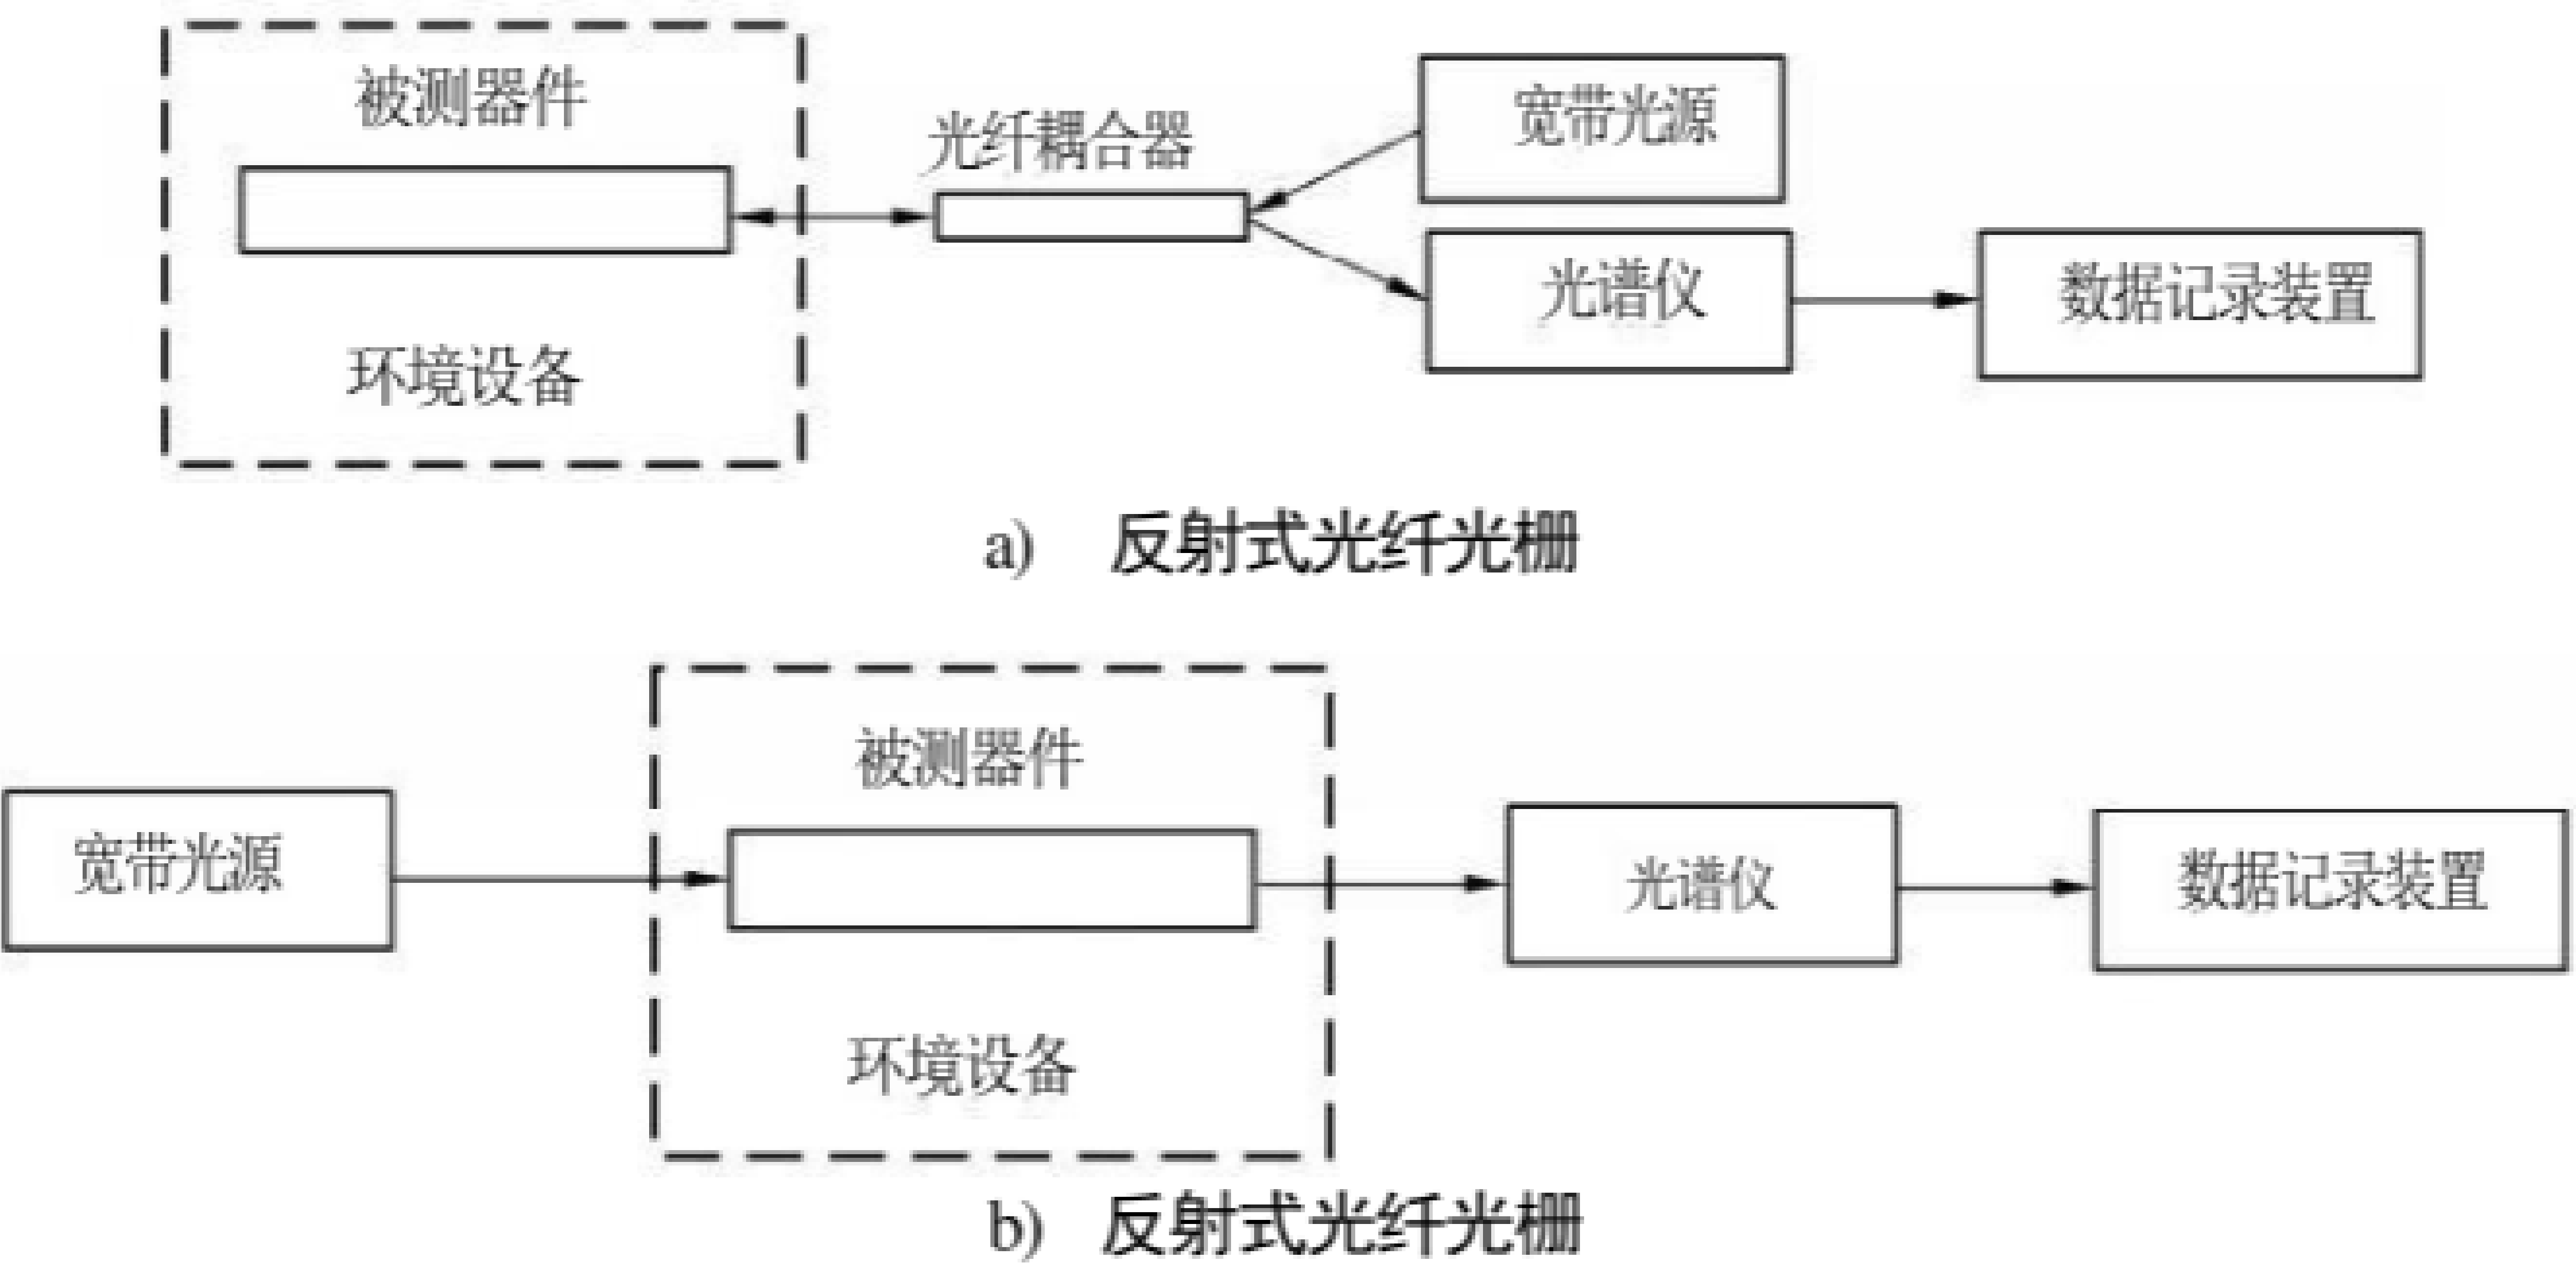 被测器件
光纤耦合器
宽带光源
光谱仪
数据记录装置
环境设备
a) 反射式光纤光栅
宽带光源
被测器件
光谱仪
数据记录装置
环境设备
b) 反射式光纤光栅